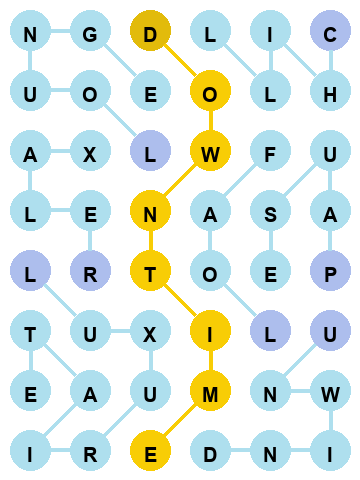 N G D L I C
U O E O L H
A X L W F U
L E N A S A
L R T O E P
T U X I L U
E A U M N W
I R E D N I